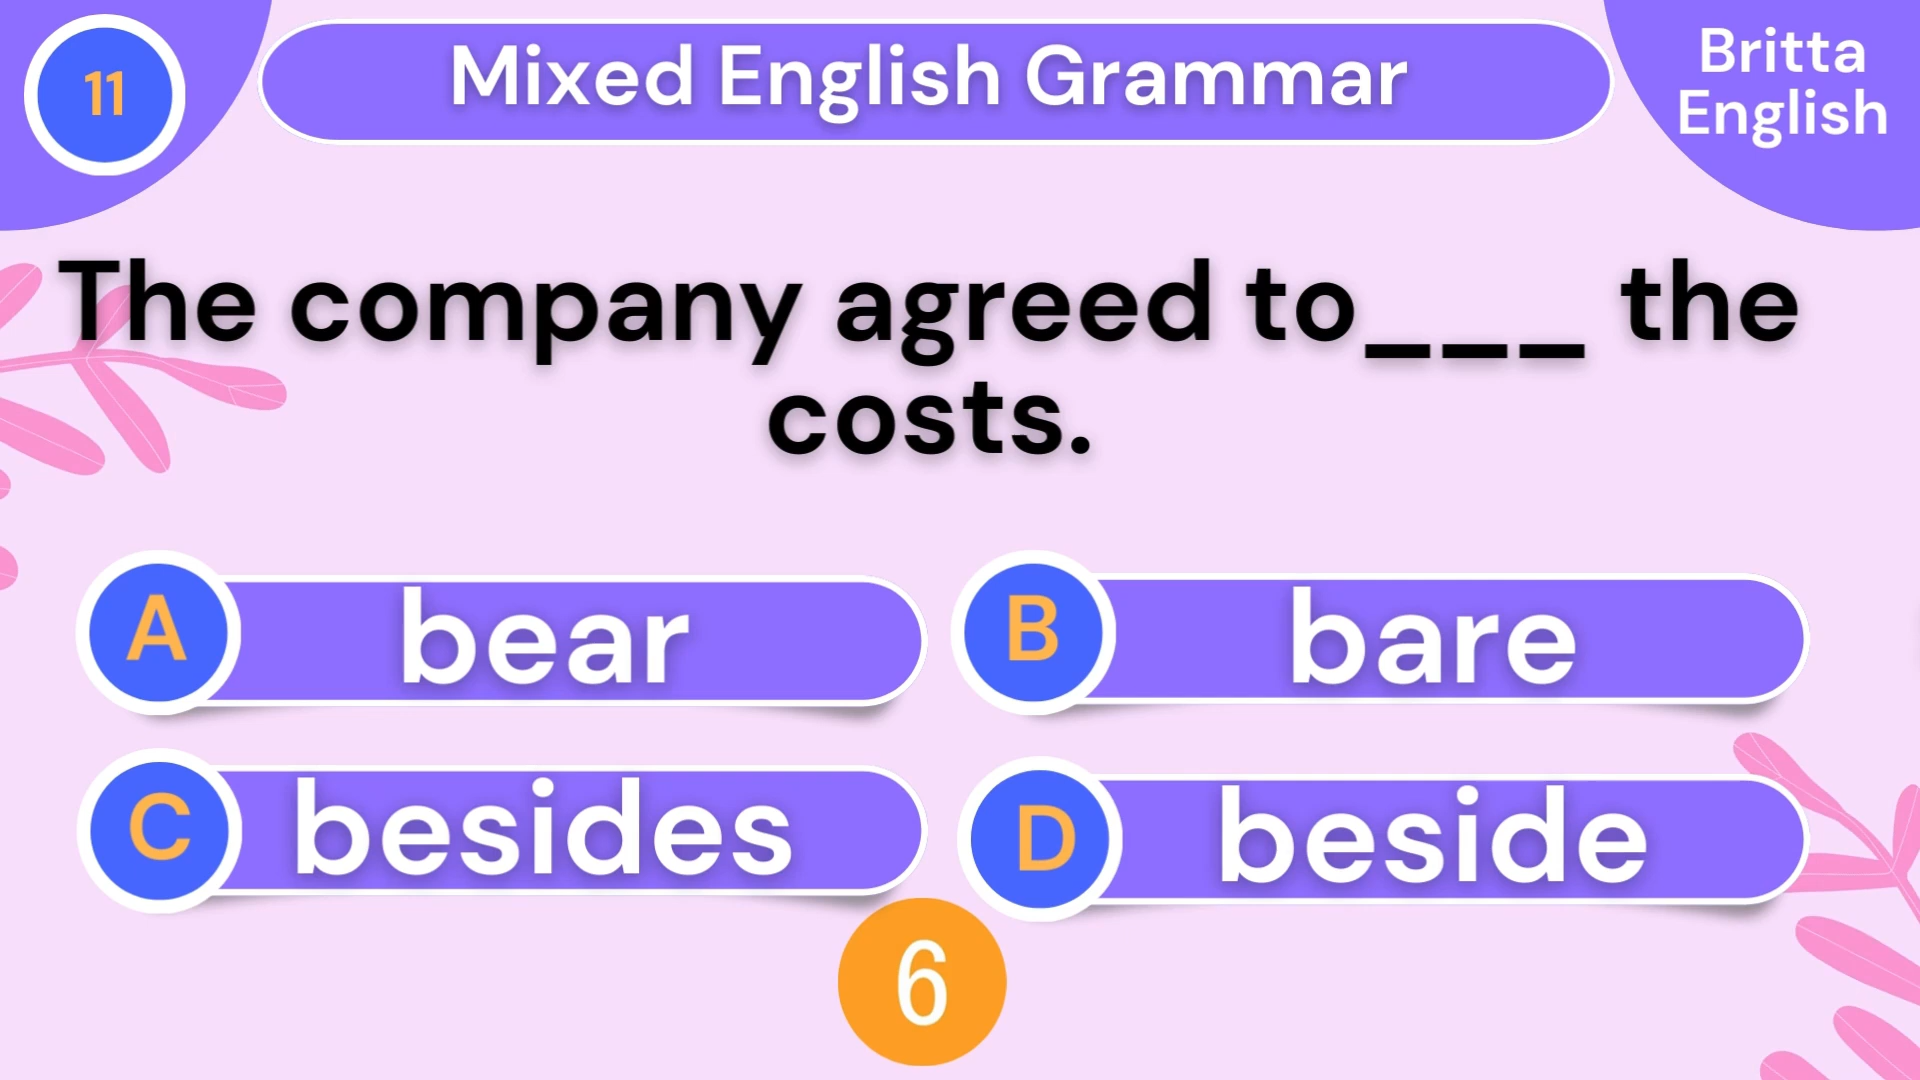 11
Mixed English Grammar
Britta
English
The company agreed to___ the
costs.
A bear
B bare
C besides
D beside
6